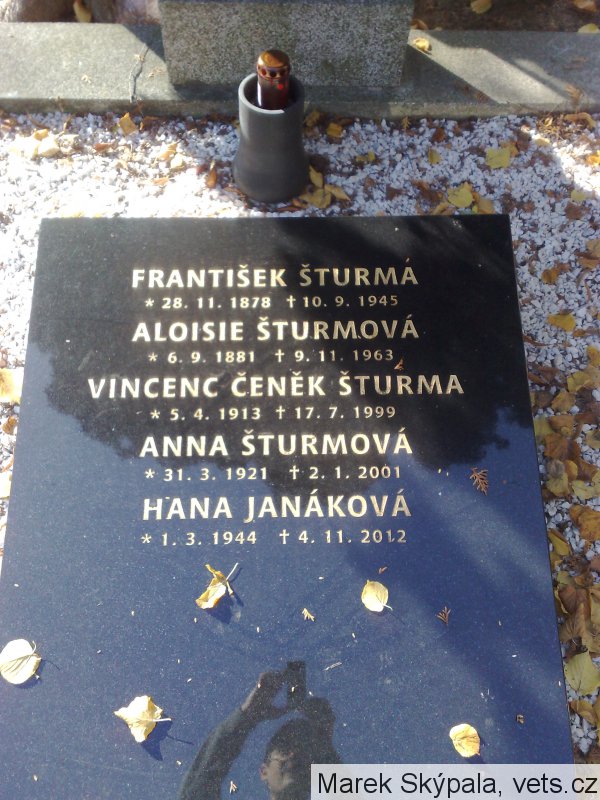 FRANTIŠEK ŠTURMA
* 28. 11. 1878 † 10. 9. 1945
ALOISIE ŠTURMOVÁ
* 6. 9. 1881 † 9. 11. 1963
VINCENC ČENĚK ŠTURMA
* 5. 4. 1913 † 17. 7. 1999
ANNA ŠTURMOVÁ
* 31. 3. 1921 † 2. 1. 2001
HANA JANÁKOVÁ
* 1. 3. 1944 † 4. 11. 2012
Marek Skýpala, vets.cz